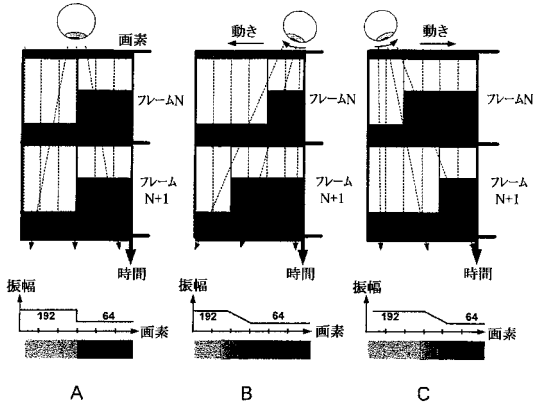 画素
フレームN
フレーム
N+1
時間
振幅
192
64
画素
A
動き
フレームN
フレーム
N+1
時間
振幅
192
64
画素
B
動き
フレームN
フレーム
N+1
時間
振幅
192
64
画素
C